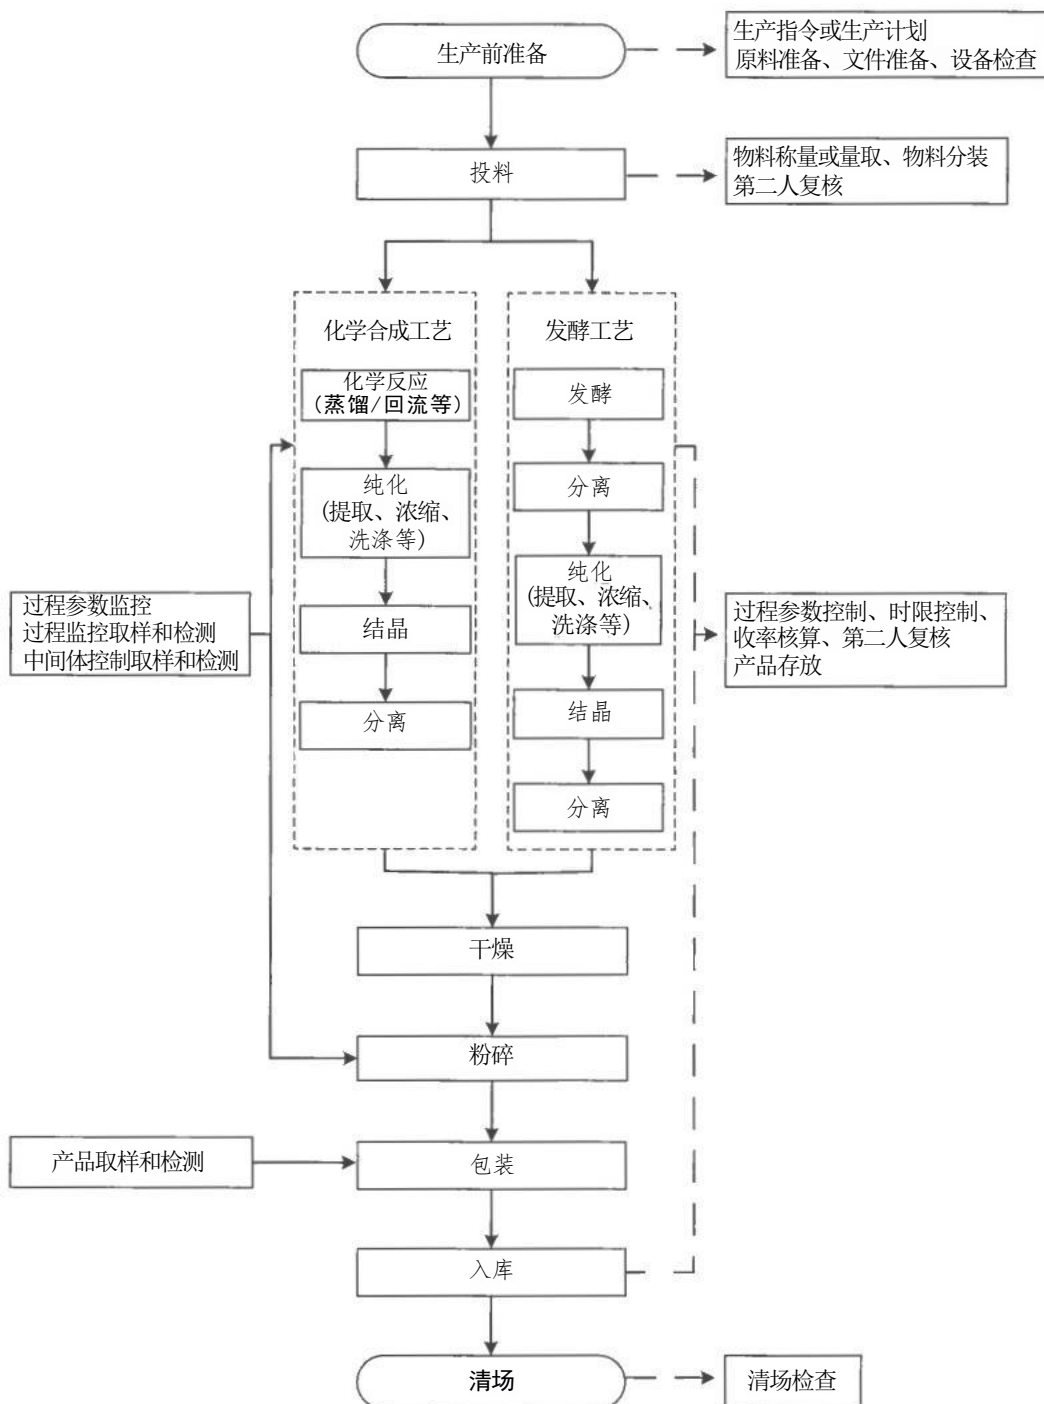 生产前准备
生产指令或生产计划
原料准备、文件准备、设备检查
投料
物料称量或量取、物料分装
第二人复核
化学合成工艺
化学反应
(蒸馏/回流等)
纯化
(提取、浓缩、
洗涤等)
结晶
分离
发酵工艺
发酵
分离
纯化
(提取、浓缩、
洗涤等)
结晶
分离
过程参数监控
过程监控取样和检测
中间体控制取样和检测
过程参数控制、时限控制、
收率核算、第二人复核
产品存放
干燥
粉碎
产品取样和检测
包装
入库
清场
清场检查